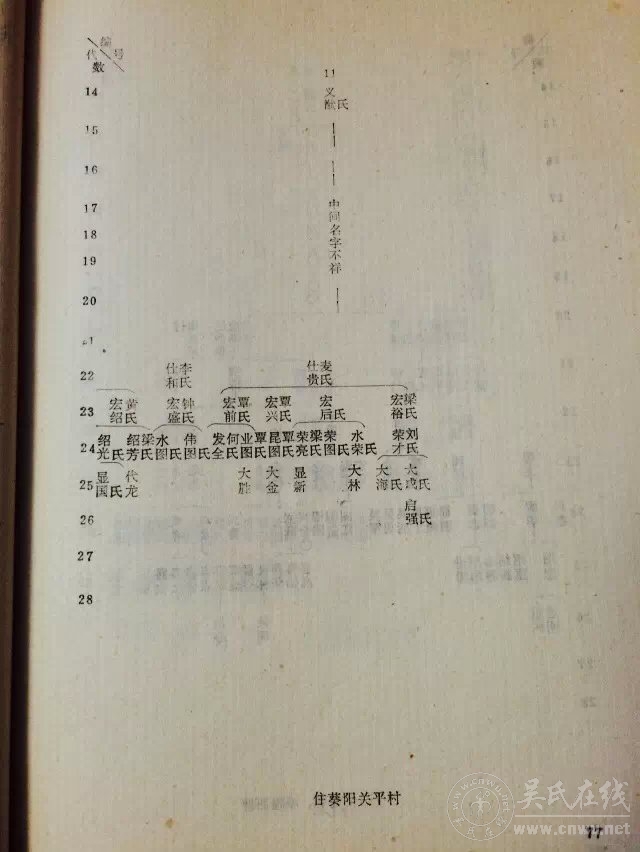 编号
代数
14
11
义猷 氏
15
16
17
18
中间名字不祥
19
20
21
22
仕和 李氏
仕贵 麦氏
23
宏绍 黄氏
宏盛 钟氏
宏前 覃氏
宏兴 覃氏
宏后 氏
宏裕 梁氏
24
绍光 氏
绍芳 梁氏
水图 氏
伟图 氏
发全 何氏
业图 覃氏
昆图 覃氏
荣亮 梁氏
荣图 氏
水荣 氏
荣才 刘氏
25
显国 氏
代龙
大胜
大金
显新
大林
大海 氏
大成 氏
26
启强 氏
27
28
住葵阳关平村
吴氏在线
www.cnwu.net
77